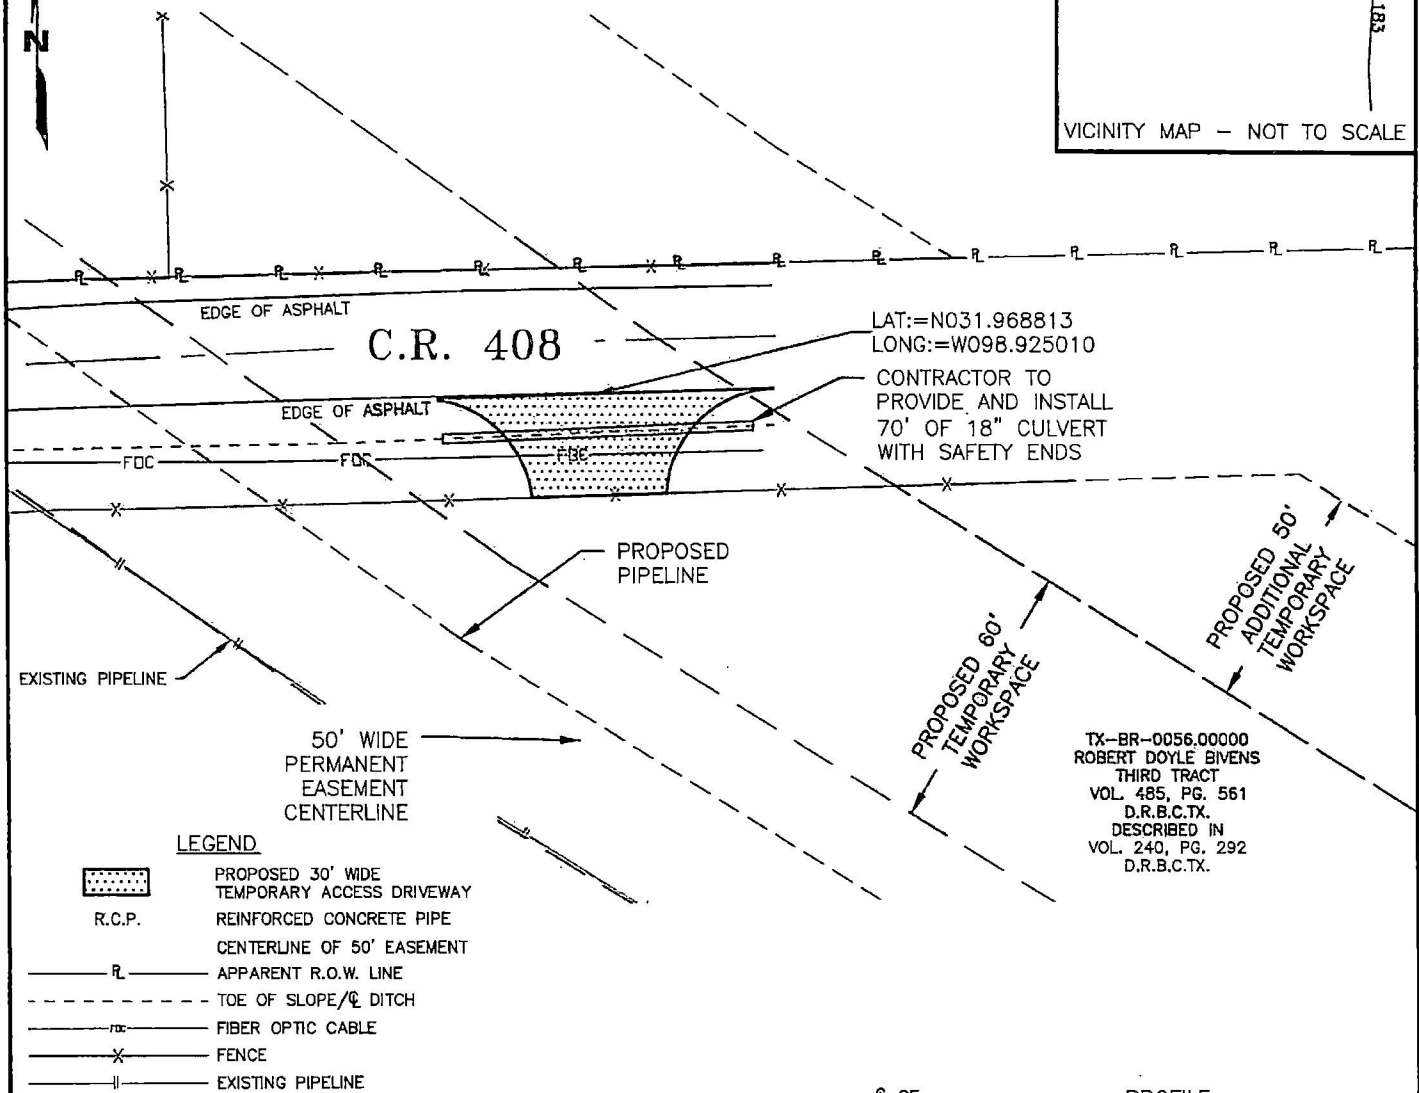 N
183
VICINITY MAP - NOT TO SCALE
EDGE OF ASPHALT
C.R. 408
LAT:=N031.968813
LONG:=W098.925010
EDGE OF ASPHALT
CONTRACTOR TO
PROVIDE AND INSTALL
70' OF 18" CULVERT
WITH SAFETY ENDS
FOC
PROPOSED
PIPELINE
PROPOSED 50'
ADDITIONAL
TEMPORARY
WORKSPACE
PROPOSED 60'
TEMPORARY
WORKSPACE
EXISTING PIPELINE
50' WIDE
PERMANENT
EASEMENT
CENTERLINE
TX-BR-0056.00000
ROBERT DOYLE BIVENS
THIRD TRACT
VOL. 485, PG. 561
D.R.B.C.TX.
DESCRIBED IN
VOL. 240, PG. 292
D.R.B.C.TX.
LEGEND
PROPOSED 30' WIDE
TEMPORARY ACCESS DRIVEWAY
R.C.P. REINFORCED CONCRETE PIPE
CENTERLINE OF 50' EASEMENT
APPARENT R.O.W. LINE
TOE OF SLOPE/℄ DITCH
FIBER OPTIC CABLE
FENCE
EXISTING PIPELINE